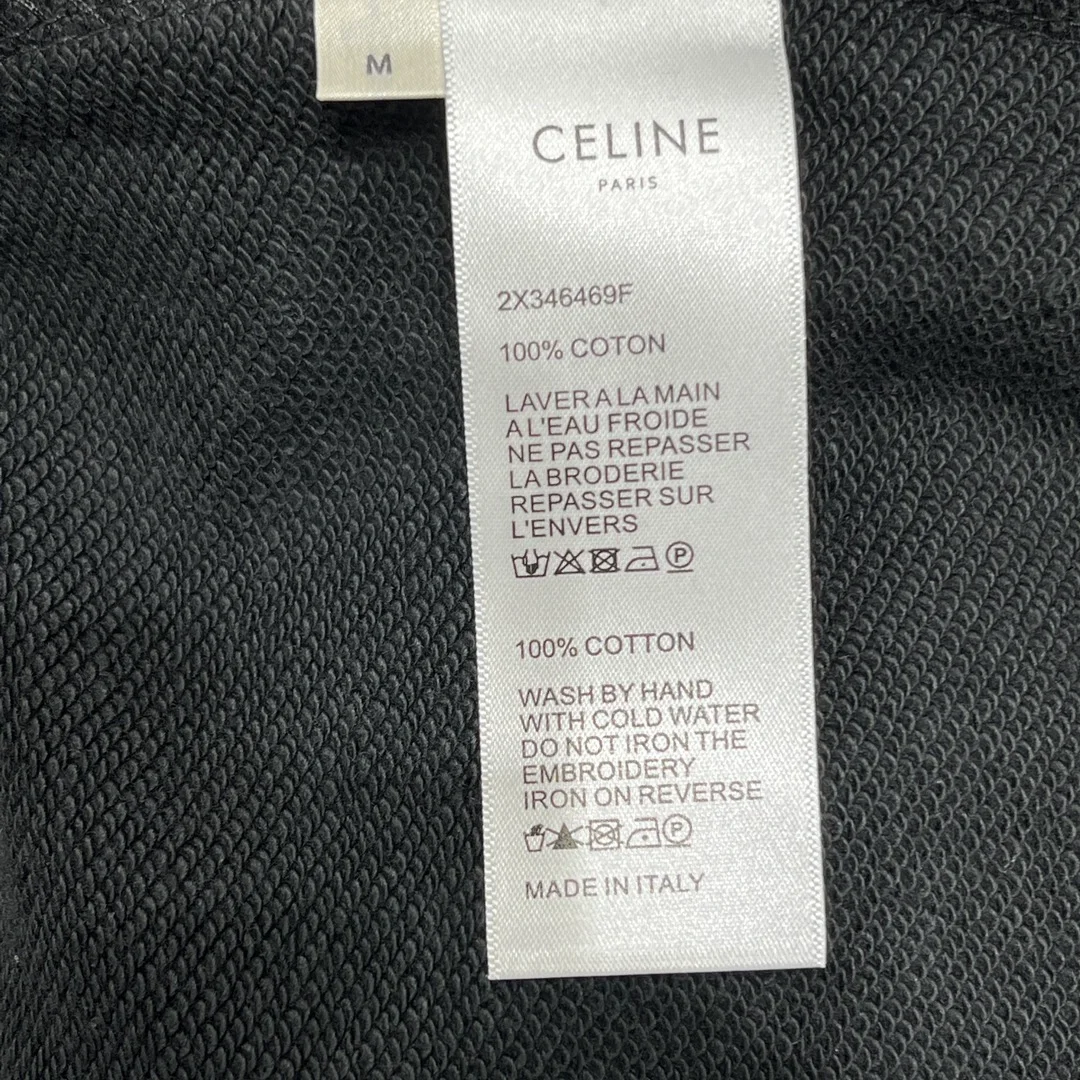 M
CELINE
PARIS
2X346469F
100% COTON
LAVER A LA MAIN
A L'EAU FROIDE
NE PAS REPASSER
LA BRODERIE
REPASSER SUR
L'ENVERS
P
100% COTTON
WASH BY HAND
WITH COLD WATER
DO NOT IRON THE
EMBROIDERY
IRON ON REVERSE
P
MADE IN ITALY